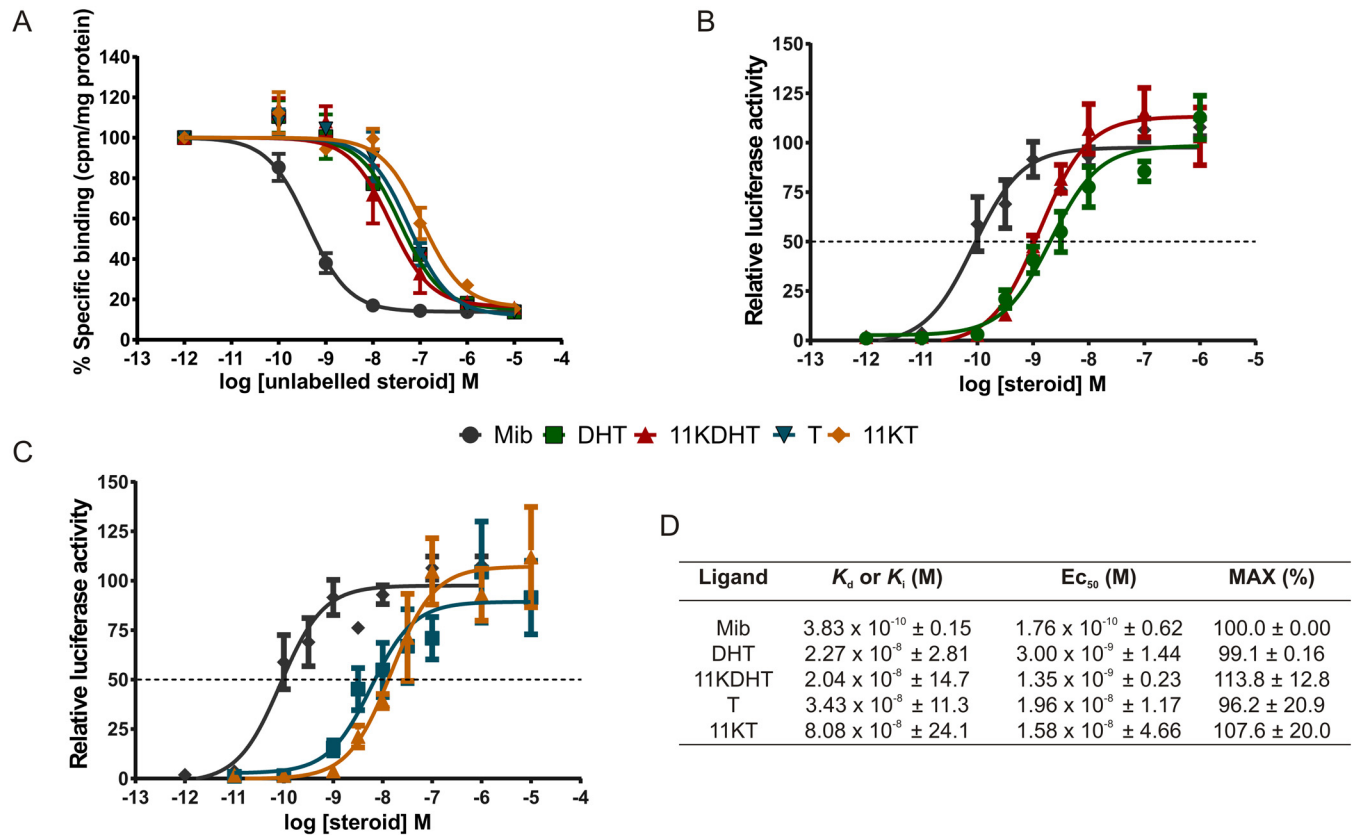 A
% Specific binding (cpm/mg protein)
140
120
100
80
60
40
20
0
-13 -12 -11 -10 -9 -8 -7 -6 -5 -4
log [unlabelled steroid] M
B
Relative luciferase activity
150
125
100
75
50
25
0
-13 -12 -11 -10 -9 -8 -7 -6 -5
log [steroid] M
Mib DHT 11KDHT T 11KT
C
Relative luciferase activity
150
125
100
75
50
25
0
-13 -12 -11 -10 -9 -8 -7 -6 -5 -4
log [steroid] M
D
Ligand Kd or Ki (M) Ec50 (M) MAX (%)
Mib 3.83 x 10⁻¹⁰ ± 0.15 1.76 x 10⁻¹⁰ ± 0.62 100.0 ± 0.00
DHT 2.27 x 10⁻⁸ ± 2.81 3.00 x 10⁻⁹ ± 1.44 99.1 ± 0.16
11KDHT 2.04 x 10⁻⁸ ± 14.7 1.35 x 10⁻⁹ ± 0.23 113.8 ± 12.8
T 3.43 x 10⁻⁸ ± 11.3 1.96 x 10⁻⁸ ± 1.17 96.2 ± 20.9
11KT 8.08 x 10⁻⁸ ± 24.1 1.58 x 10⁻⁸ ± 4.66 107.6 ± 20.0